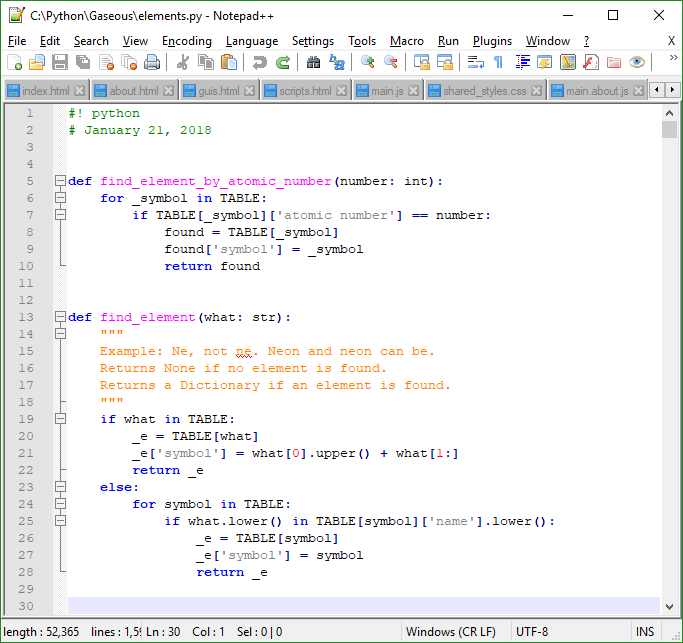 C:\Python\Gaseous\elements.py - Notepad++
File Edit Search View Encoding Language Settings Tools Macro Run Plugins Window ? X
index.html about.html guis.html scripts.html main.js shared_styles.css main.about.js
1 #! python
2 # January 21, 2018
3
4
5 def find_element_by_atomic_number(number: int):
6 for _symbol in TABLE:
7 if TABLE[_symbol]['atomic number'] == number:
8 found = TABLE[_symbol]
9 found['symbol'] = _symbol
10 return found
11
12
13 def find_element(what: str):
14 """
15 Example: Ne, not ne. Neon and neon can be.
16 Returns None if no element is found.
17 Returns a Dictionary if an element is found.
18 """
19 if what in TABLE:
20 _e = TABLE[what]
21 _e['symbol'] = what[0].upper() + what[1:]
22 return _e
23 else:
24 for symbol in TABLE:
25 if what.lower() in TABLE[symbol]['name'].lower():
26 _e = TABLE[symbol]
27 _e['symbol'] = symbol
28 return _e
29
30
length : 52,365 lines : 1,5 Ln : 30 Col : 1 Sel : 0 | 0 Windows (CR LF) UTF-8 INS